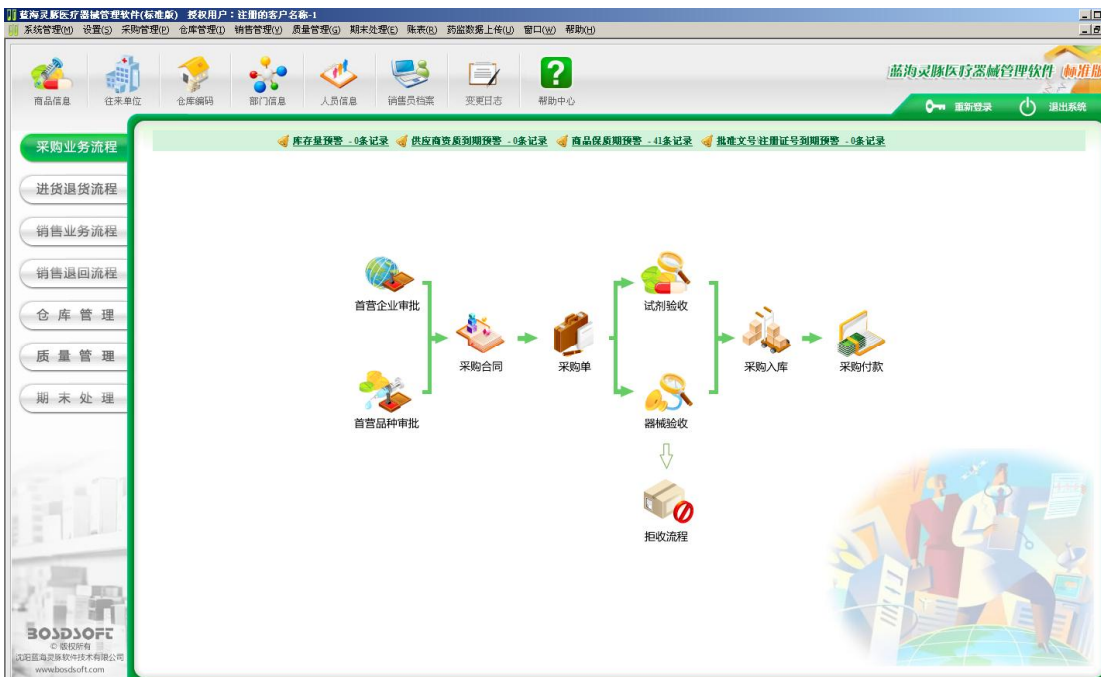 蓝海灵豚医疗器械管理软件(标准版) 授权用户：注册的客户名称-1
系统管理(M) 设置(S) 采购管理(P) 仓库管理(I) 销售管理(Y) 质量管理(G) 期末处理(E) 账表(R) 药监数据上传(U) 窗口(W) 帮助(H)
商品信息 往来单位 仓库编码 部门信息 人员信息 销售员档案 变更日志 帮助中心
蓝海灵豚医疗器械管理软件 (标准版
重新登录 退出系统
库存量预警 -0条记录 供应商资质到期预警 -0条记录 商品保质期预警 -41条记录 批准文号注册证号到期预警 -0条记录
采购业务流程
进货退货流程
销售业务流程
销售退回流程
仓库管理
质量管理
期末处理
首营企业审批
试剂验收
采购合同
采购单
采购入库
采购付款
首营品种审批
器械验收
拒收流程
BOSDSOFT
© 版权所有
沈阳蓝海灵豚软件技术有限公司
www.bosdsoft.com